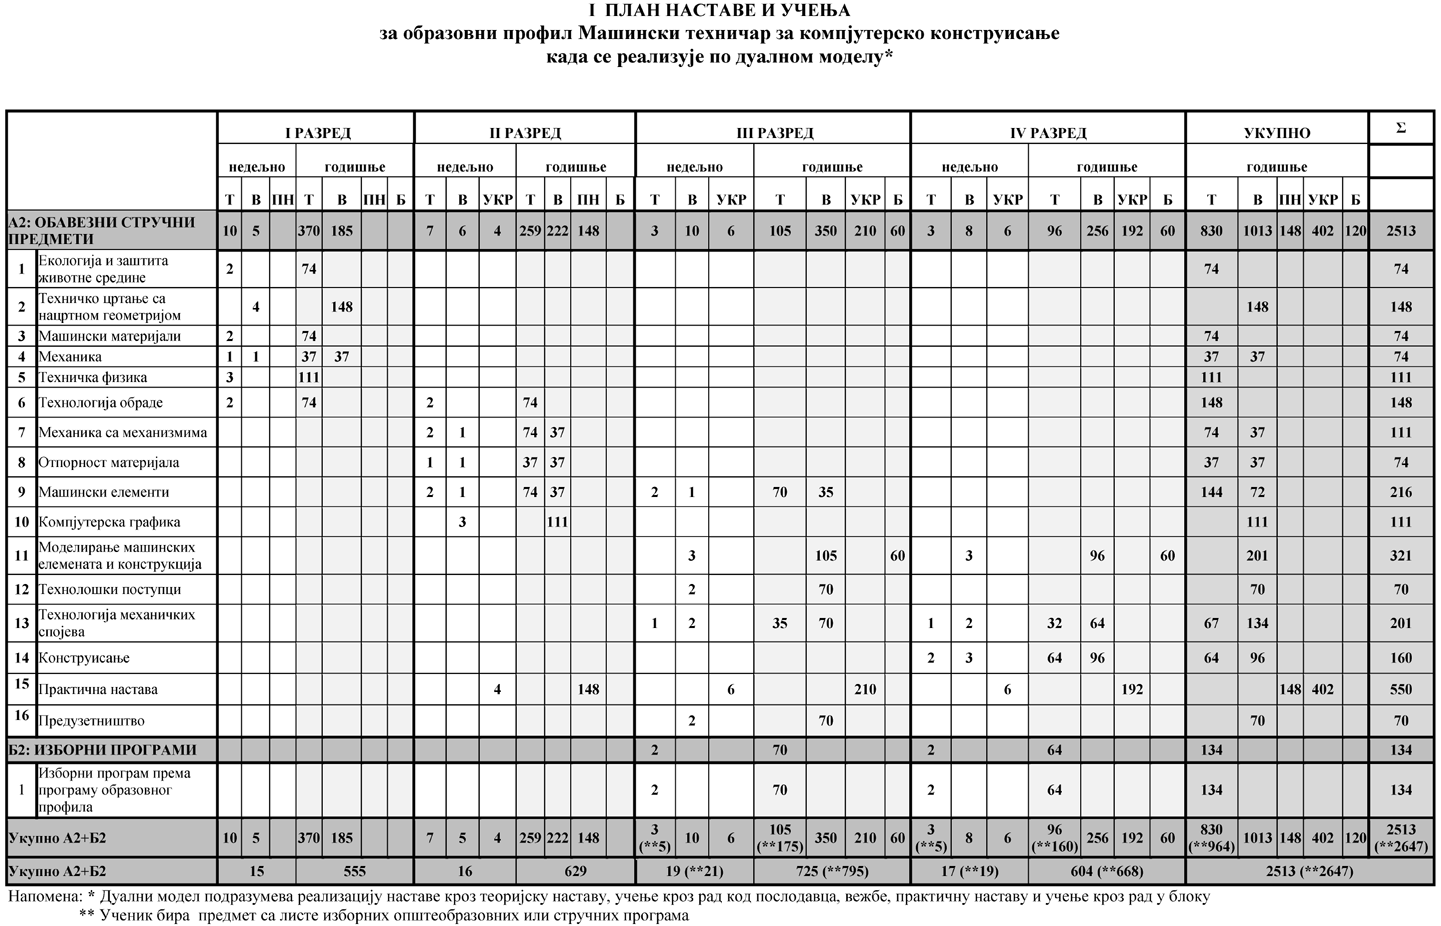 I ПЛАН НАСТАВЕ И УЧЕЊА
за образовни профил Машински техничар за компјутерско конструисање
када се реализује по дуалном моделу*
I РАЗРЕД II РАЗРЕД III РАЗРЕД IV РАЗРЕД УКУПНО Σ
недељно годишње недељно годишње недељно годишње недељно годишње годишње
Т В ПН Т В ПН Б Т В УКР Т В ПН Б Т В УКР Т В УКР Б Т В УКР Т В УКР Б Т В ПН УКР Б
А2: ОБАВЕЗНИ СТРУЧНИ
ПРЕДМЕТИ 10 5 370 185 7 6 4 259 222 148 3 10 6 105 350 210 60 3 8 6 96 256 192 60 830 1013 148 402 120 2513
1 Екологија и заштита
животне средине 2 74 74 74
2 Техничко цртање са
нацртном геометријом 4 148 148 148
3 Машински материјали 2 74 74 74
4 Механика 1 1 37 37 37 37 74
5 Техничка физика 3 111 111 111
6 Технологија обраде 2 74 2 74 148 148
7 Механика са механизмима 2 1 74 37 74 37 111
8 Отпорност материјала 1 1 37 37 37 37 74
9 Машински елементи 2 1 74 37 2 1 70 35 144 72 216
10 Компјутерска графика 3 111 111 111
11 Моделирање машинских
елемената и конструкција 3 105 60 3 96 60 201 321
12 Технолошки поступци 2 70 70 70
13 Технологија механичких
спојева 1 2 35 70 1 2 32 64 67 134 201
14 Конструисање 2 3 64 96 64 96 160
15 Практична настава 4 148 6 210 6 192 148 402 550
16 Предузетништво 2 70 70 70
Б2: ИЗБОРНИ ПРОГРАМИ 2 70 2 64 134 134
1 Изборни програм према
програму образовног
профила 2 70 2 64 134 134
Укупно А2+Б2 10 5 370 185 7 5 4 259 222 148 3 (**5) 10 6 105 (**175) 350 210 60 3 (**5) 8 6 96 (**160) 256 192 60 830 (**964) 1013 148 402 120 2513 (**2647)
Укупно А2+Б2 15 555 16 629 19 (**21) 725 (**795) 17 (**19) 604 (**668) 2513 (**2647)
Напомена: * Дуални модел подразумева реализацију наставе кроз теоријску наставу, учење кроз рад код послодавца, вежбе, практичну наставу и учење кроз рад у блоку
** Ученик бира предмет са листе изборних општеобразовних или стручних програма